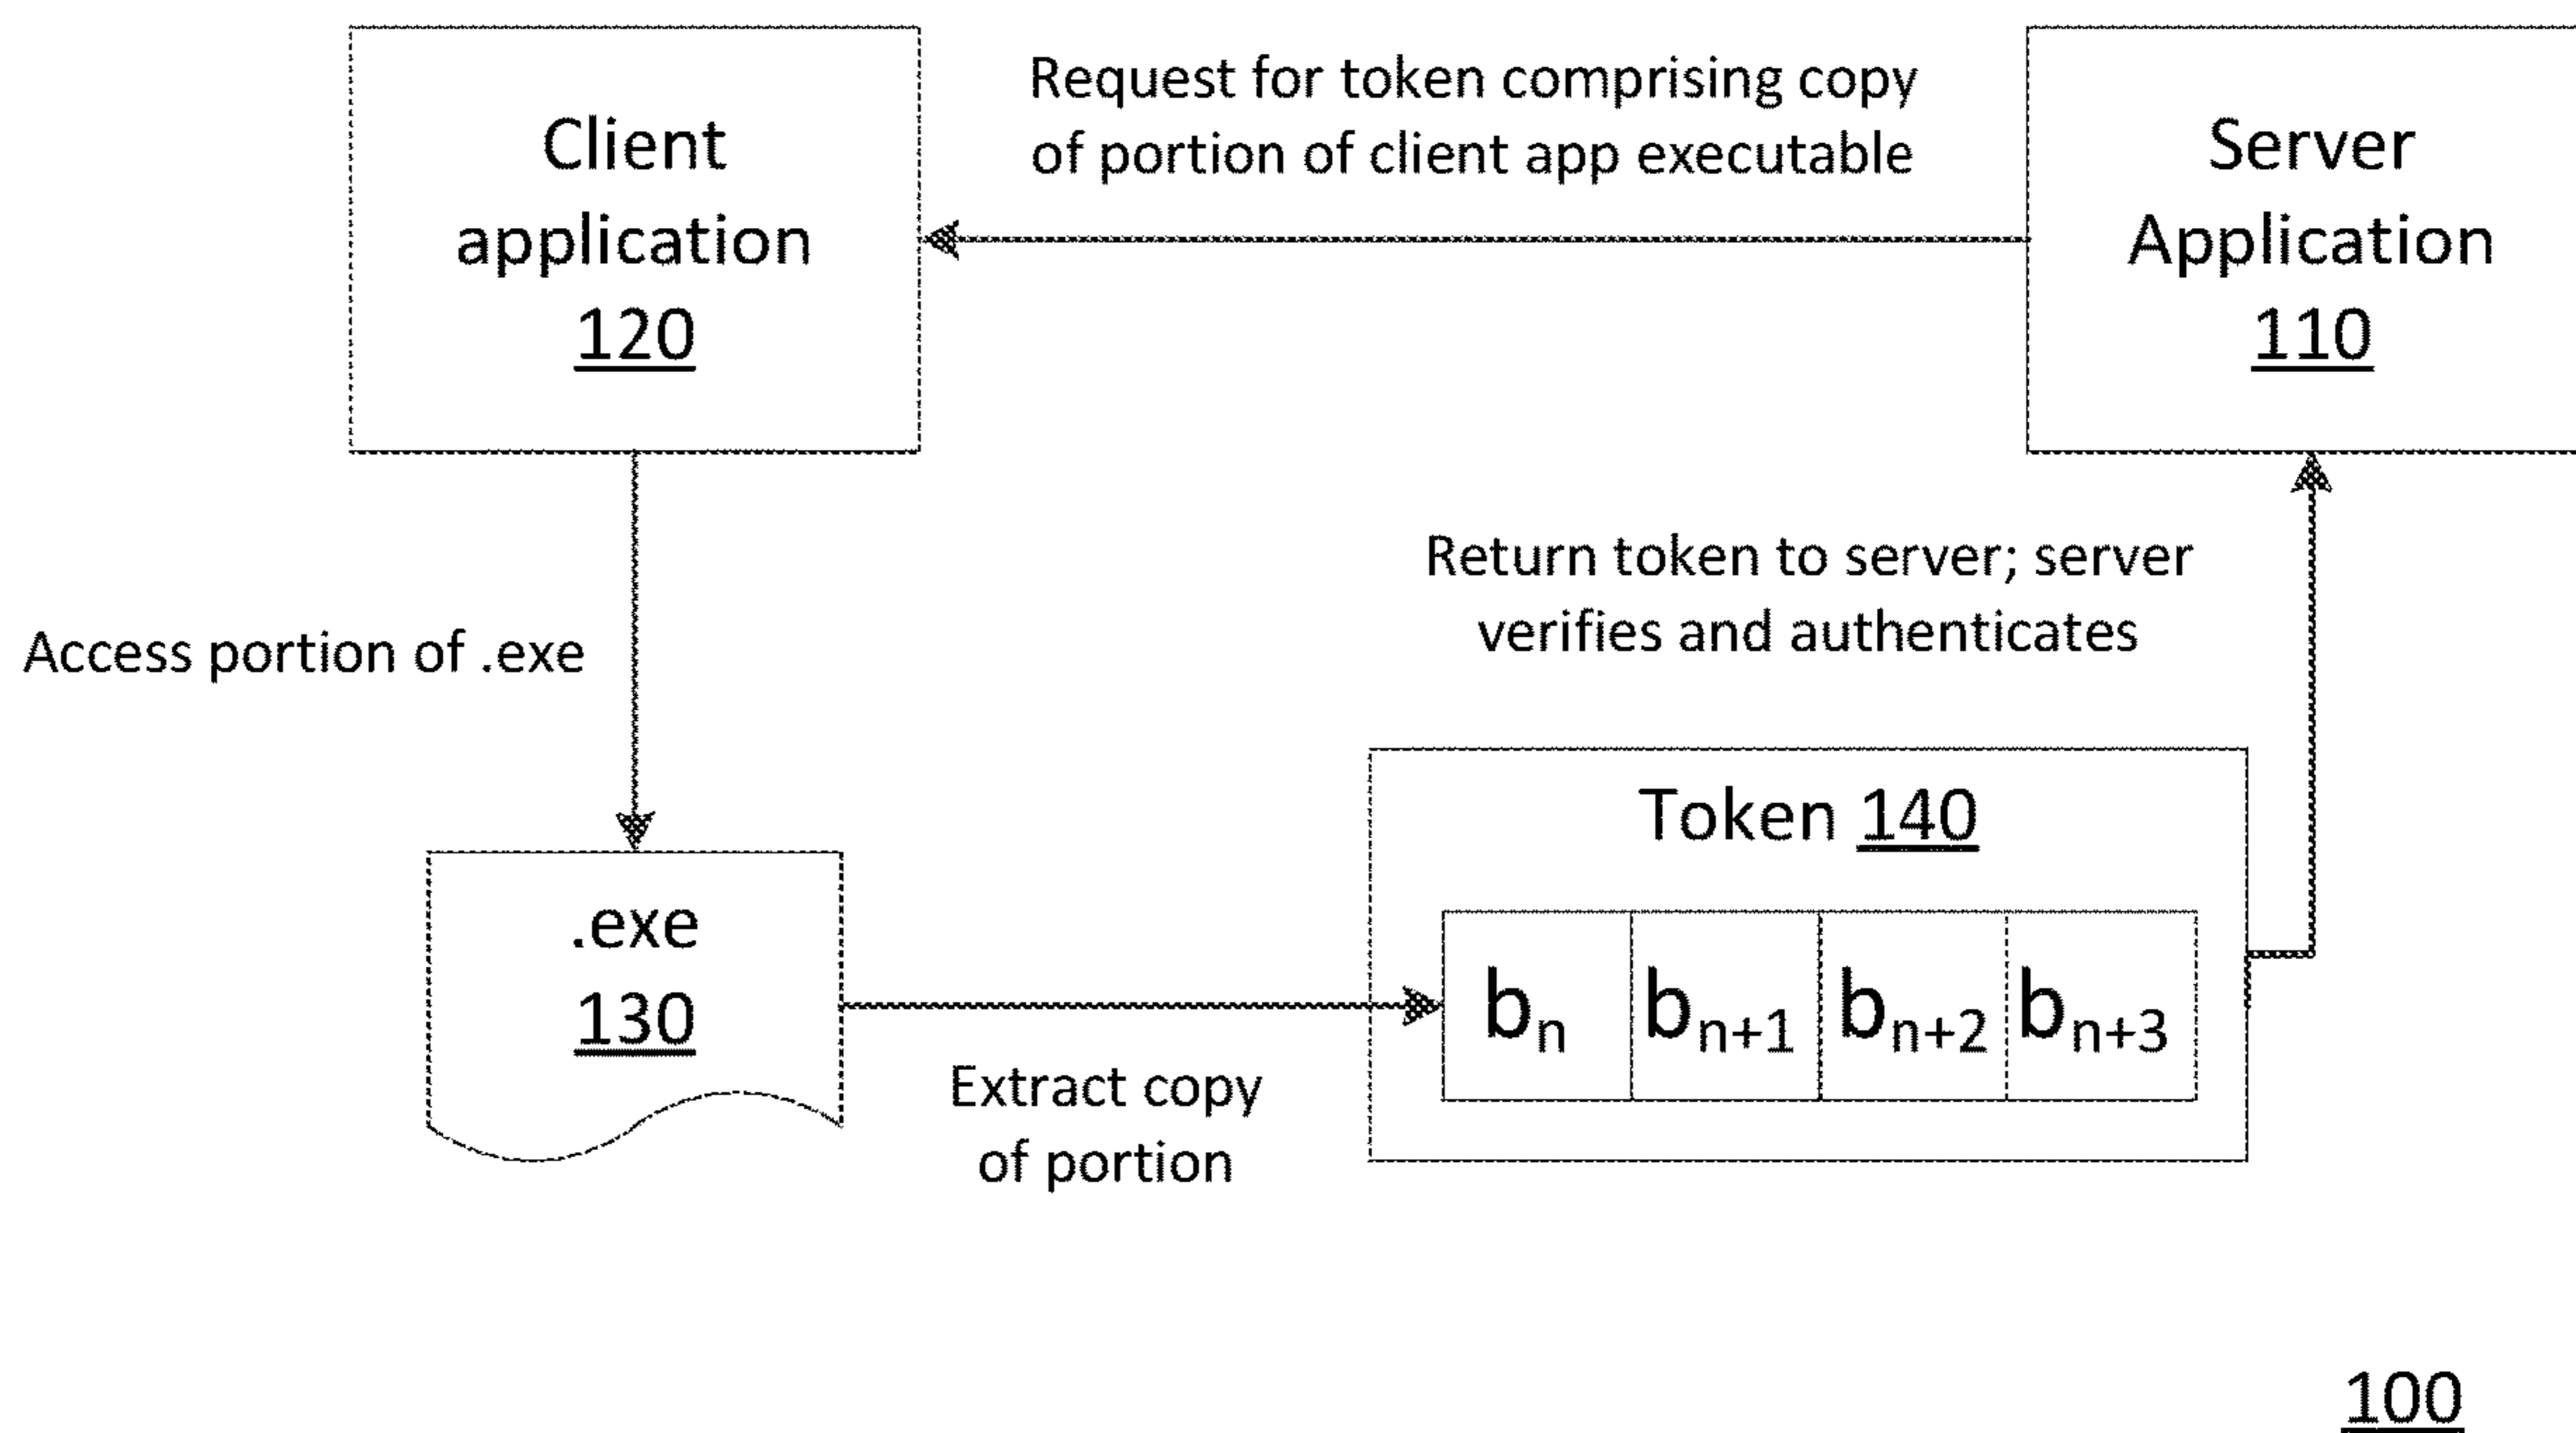 Client
application
120
Request for token comprising copy
of portion of client app executable
Server
Application
110
Access portion of .exe
Return token to server; server
verifies and authenticates
.exe
130
Extract copy
of portion
Token 140
bn bn+1 bn+2 bn+3
100